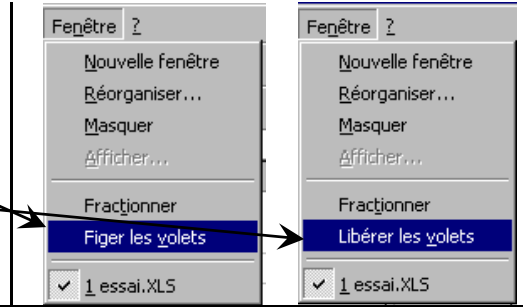 Fenêtre ?
Nouvelle fenêtre
Réorganiser...
Masquer
Afficher...
Fractionner
Figer les volets
✓ 1 essai.XLS
Fenêtre ?
Nouvelle fenêtre
Réorganiser...
Masquer
Afficher...
Fractionner
Libérer les volets
✓ 1 essai.XLS